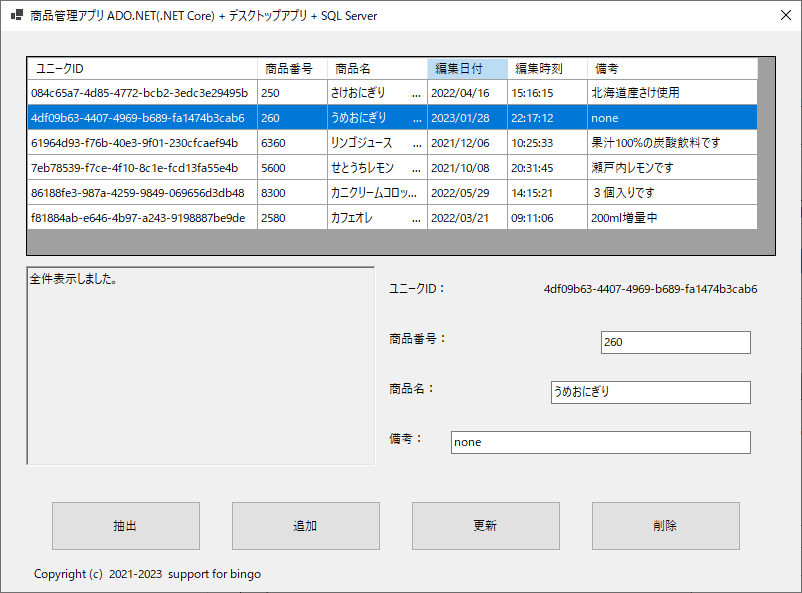 商品管理アプリ ADO.NET(.NET Core) + デスクトップアプリ + SQL Server
ユニークID 商品番号 商品名 編集日付 編集時刻 備考
084c65a7-4d85-4772-bcb2-3edc3e29495b 250 さけおにぎり ... 2022/04/16 15:16:15 北海道産さけ使用
4df09b63-4407-4969-b689-fa1474b3cab6 260 うめおにぎり ... 2023/01/28 22:17:12 none
61964d93-f76b-40e3-9f01-230cfcaef94b 6360 リンゴジュース ... 2021/12/06 10:25:33 果汁100%の炭酸飲料です
7eb78539-f7ce-4f10-8c1e-fcd13fa55e4b 5600 せとうちレモン ... 2021/10/08 20:31:45 瀬戸内レモンです
86188fe3-987a-4259-9849-069656d3db48 8300 カニクリームコロッ... 2022/05/29 14:15:21 ３個入りです
f81884ab-e646-4b97-a243-9198887be9de 2580 カフェオレ ... 2022/03/21 09:11:06 200ml増量中
全件表示しました。
ユニークID： 4df09b63-4407-4969-b689-fa1474b3cab6
商品番号： 260
商品名： うめおにぎり
備考： none
抽出 追加 更新 削除
Copyright (c) 2021-2023 support for bingo